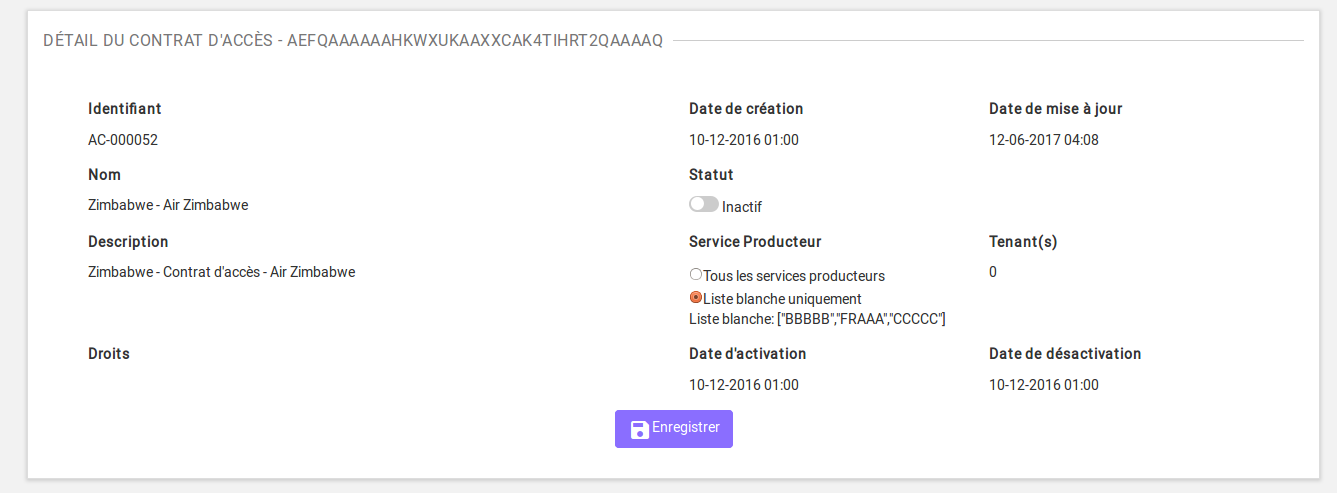 DÉTAIL DU CONTRAT D'ACCÈS - AEFQAAAAAAHKWXUKAAXXCAK4TIHRT2QAAAAQ
Identifiant
Date de création
Date de mise à jour
AC-000052
10-12-2016 01:00
12-06-2017 04:08
Nom
Statut
Zimbabwe - Air Zimbabwe
Inactif
Description
Service Producteur
Tenant(s)
Zimbabwe - Contrat d'accès - Air Zimbabwe
Tous les services producteurs
0
Liste blanche uniquement
Liste blanche: ["BBBBB","FRAAA","CCCCC"]
Droits
Date d'activation
Date de désactivation
10-12-2016 01:00
10-12-2016 01:00
Enregistrer